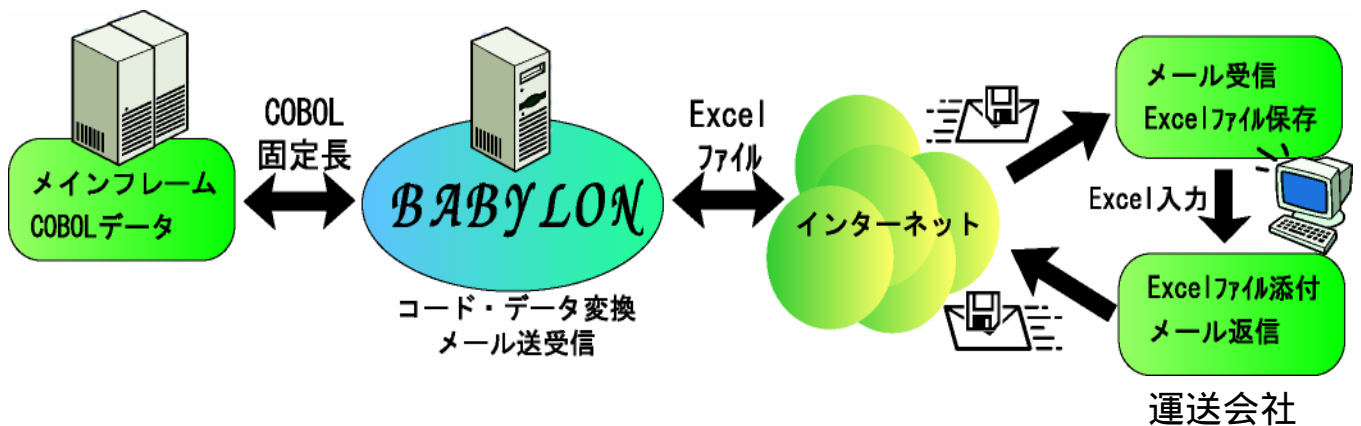 メインフレーム
COBOLデータ
COBOL
固定長
BABYLON
コード・データ変換
メール送受信
Excel
ファイル
インターネット
メール受信
Excelファイル保存
Excel入力
Excelファイル添付
メール返信
運送会社